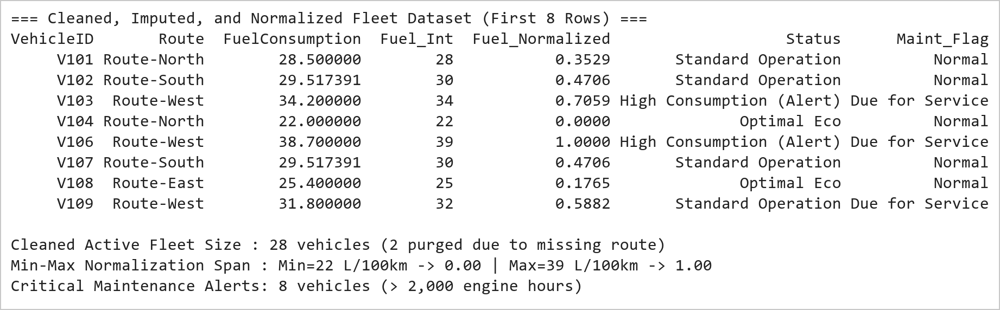 === Cleaned, Imputed, and Normalized Fleet Dataset (First 8 Rows) ===
VehicleID       Route  FuelConsumption  Fuel_Int  Fuel_Normalized                   Status      Maint_Flag
     V101 Route-North        28.500000        28           0.3529       Standard Operation          Normal
     V102 Route-South        29.517391        30           0.4706       Standard Operation          Normal
     V103  Route-West        34.200000        34           0.7059 High Consumption (Alert) Due for Service
     V104 Route-North        22.000000        22           0.0000              Optimal Eco          Normal
     V106  Route-West        38.700000        39           1.0000 High Consumption (Alert) Due for Service
     V107 Route-South        29.517391        30           0.4706       Standard Operation          Normal
     V108  Route-East        25.400000        25           0.1765              Optimal Eco          Normal
     V109  Route-West        31.800000        32           0.5882       Standard Operation Due for Service
Cleaned Active Fleet Size : 28 vehicles (2 purged due to missing route)
Min-Max Normalization Span : Min=22 L/100km -> 0.00 | Max=39 L/100km -> 1.00
Critical Maintenance Alerts: 8 vehicles (> 2,000 engine hours)